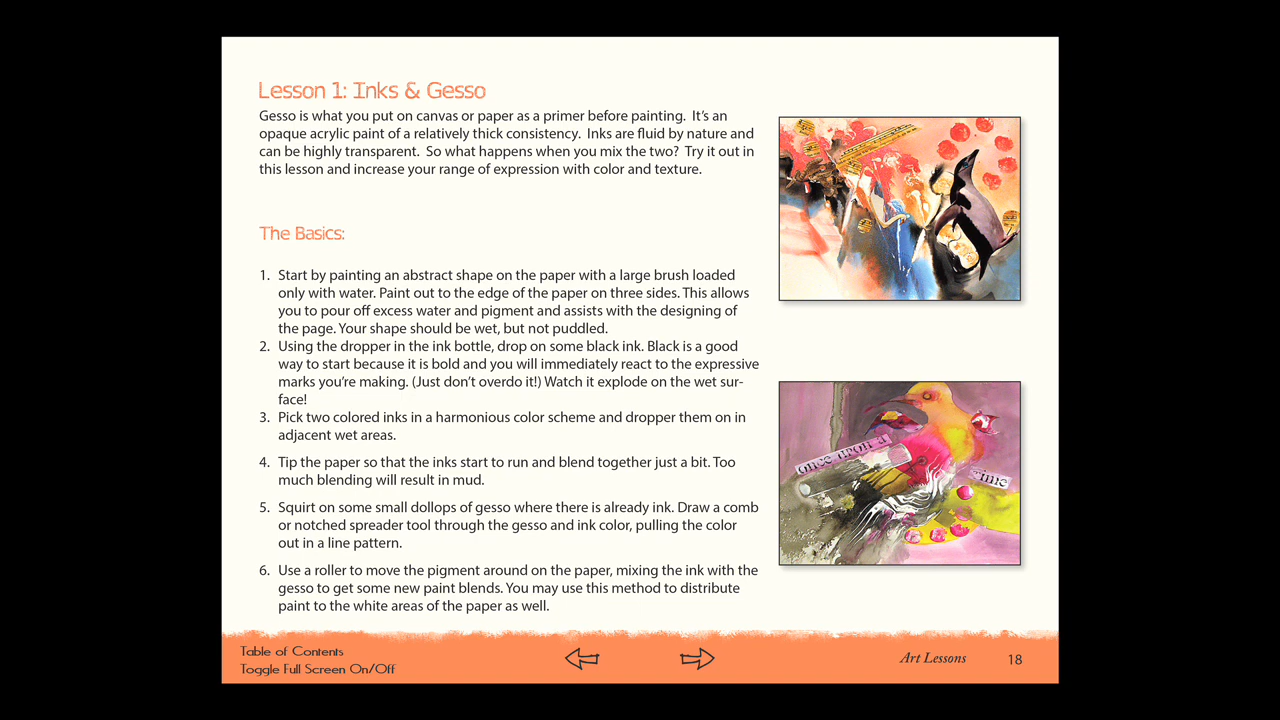 Lesson 1: Inks & Gesso
Gesso is what you put on canvas or paper as a primer before painting.  It’s an
opaque acrylic paint of a relatively thick consistency.  Inks are fluid by nature and
can be highly transparent.  So what happens when you mix the two?  Try it out in
this lesson and increase your range of expression with color and texture.
The Basics:
1. Start by painting an abstract shape on the paper with a large brush loaded
only with water. Paint out to the edge of the paper on three sides. This allows
you to pour off excess water and pigment and assists with the designing of
the page. Your shape should be wet, but not puddled.
2. Using the dropper in the ink bottle, drop on some black ink. Black is a good
way to start because it is bold and you will immediately react to the expressive
marks you’re making. (Just don’t overdo it!) Watch it explode on the wet sur-
face!
3. Pick two colored inks in a harmonious color scheme and dropper them on in
adjacent wet areas.
4. Tip the paper so that the inks start to run and blend together just a bit. Too
much blending will result in mud.
5. Squirt on some small dollops of gesso where there is already ink. Draw a comb
or notched spreader tool through the gesso and ink color, pulling the color
out in a line pattern.
6. Use a roller to move the pigment around on the paper, mixing the ink with the
gesso to get some new paint blends. You may use this method to distribute
paint to the white areas of the paper as well.
once upon a
time
Table of Contents
Toggle Full Screen On/Off
Art Lessons
18